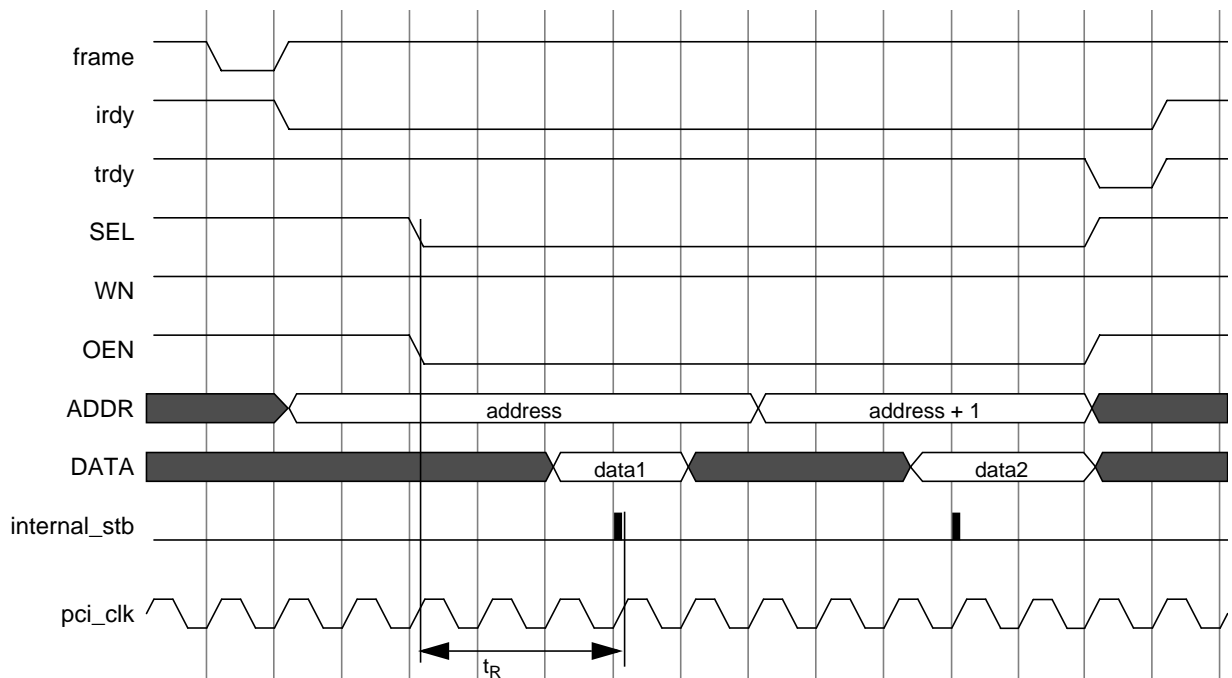 frame
irdy
trdy
SEL
WN
OEN
ADDR
address
address + 1
DATA
data1
data2
internal_stb
pci_clk
tR